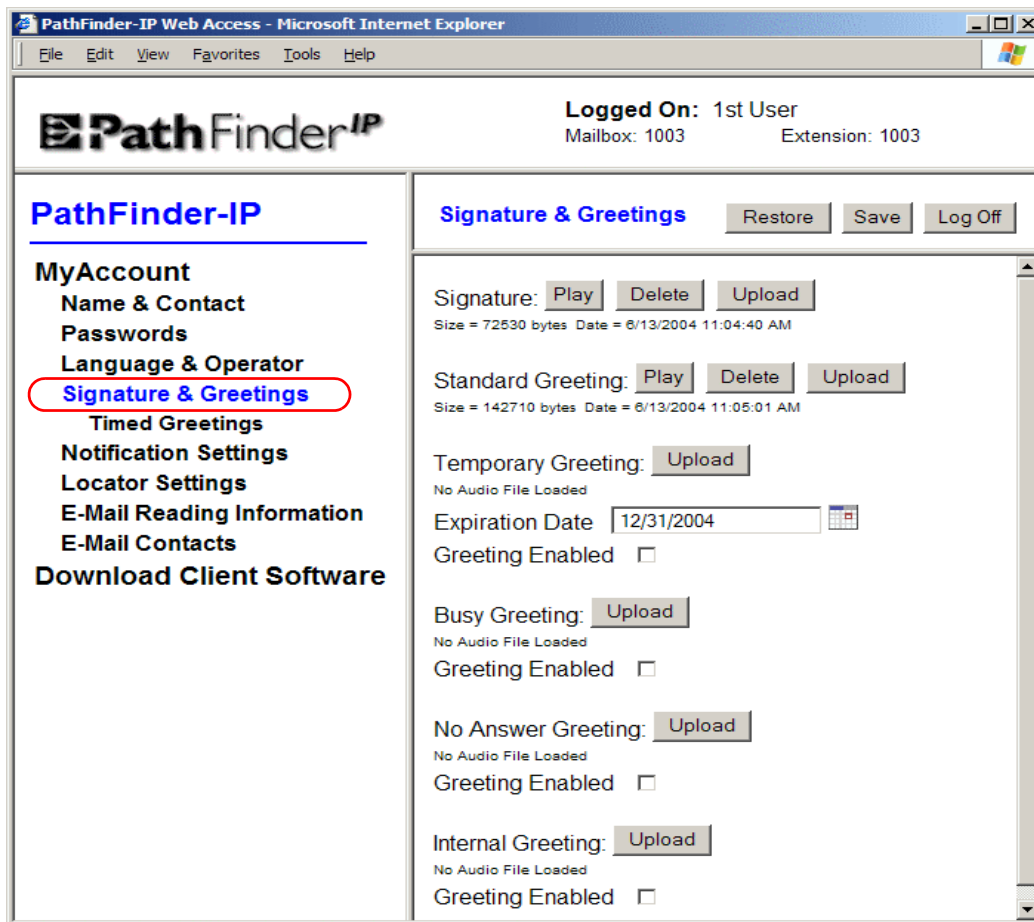 PathFinder-IP Web Access - Microsoft Internet Explorer
File Edit View Favorites Tools Help
PathFinder IP
Logged On: 1st User
Mailbox: 1003 Extension: 1003
PathFinder-IP
MyAccount
Name & Contact
Passwords
Language & Operator
Signature & Greetings
Timed Greetings
Notification Settings
Locator Settings
E-Mail Reading Information
E-Mail Contacts
Download Client Software
Signature & Greetings Restore Save Log Off
Signature: Play Delete Upload
Size = 72530 bytes Date = 6/13/2004 11:04:40 AM
Standard Greeting: Play Delete Upload
Size = 142710 bytes Date = 6/13/2004 11:05:01 AM
Temporary Greeting: Upload
No Audio File Loaded
Expiration Date 12/31/2004
Greeting Enabled
Busy Greeting: Upload
No Audio File Loaded
Greeting Enabled
No Answer Greeting: Upload
No Audio File Loaded
Greeting Enabled
Internal Greeting: Upload
No Audio File Loaded
Greeting Enabled